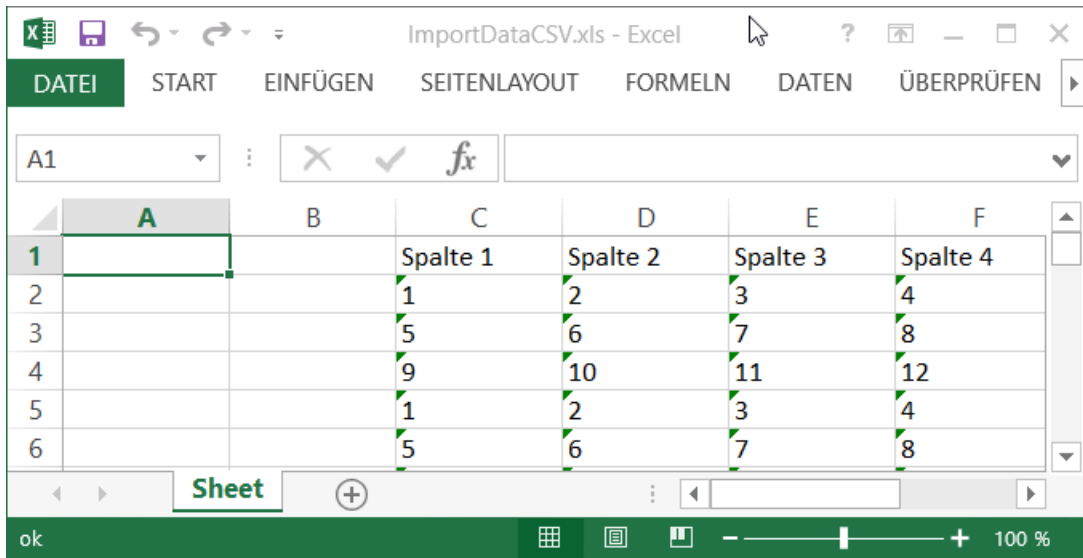 ImportDataCSV.xls - Excel ?
DATEI START EINFÜGEN SEITENLAYOUT FORMELN DATEN ÜBERPRÜFEN
A1 fx
A B C D E F
1 Spalte 1 Spalte 2 Spalte 3 Spalte 4
2 1 2 3 4
3 5 6 7 8
4 9 10 11 12
5 1 2 3 4
6 5 6 7 8
Sheet
ok 100 %